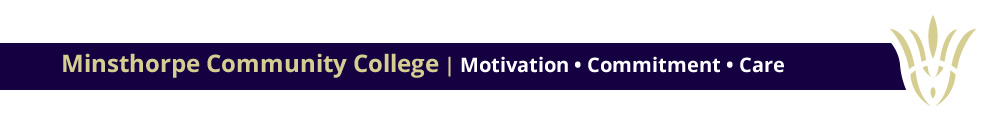 Minsthorpe Community College | Motivation • Commitment • Care